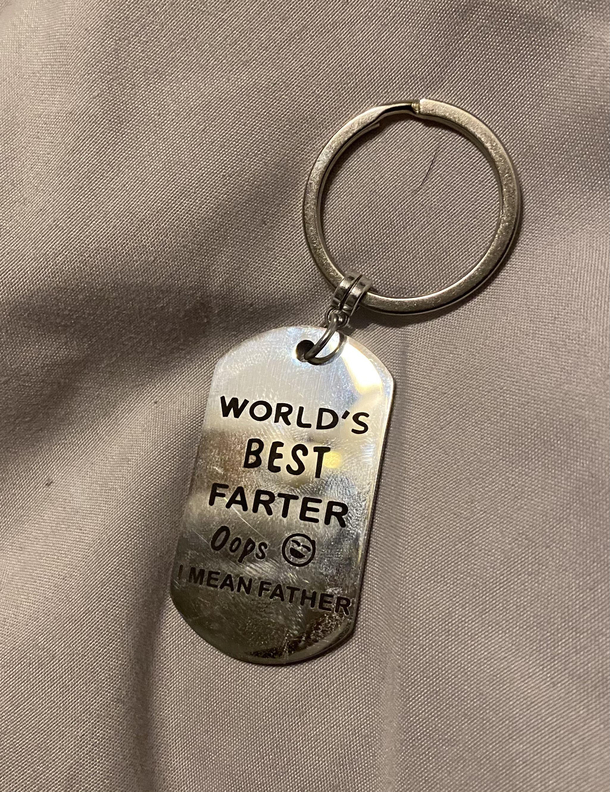 WORLD'S
BEST
FARTER
Oops
I MEAN FATHER